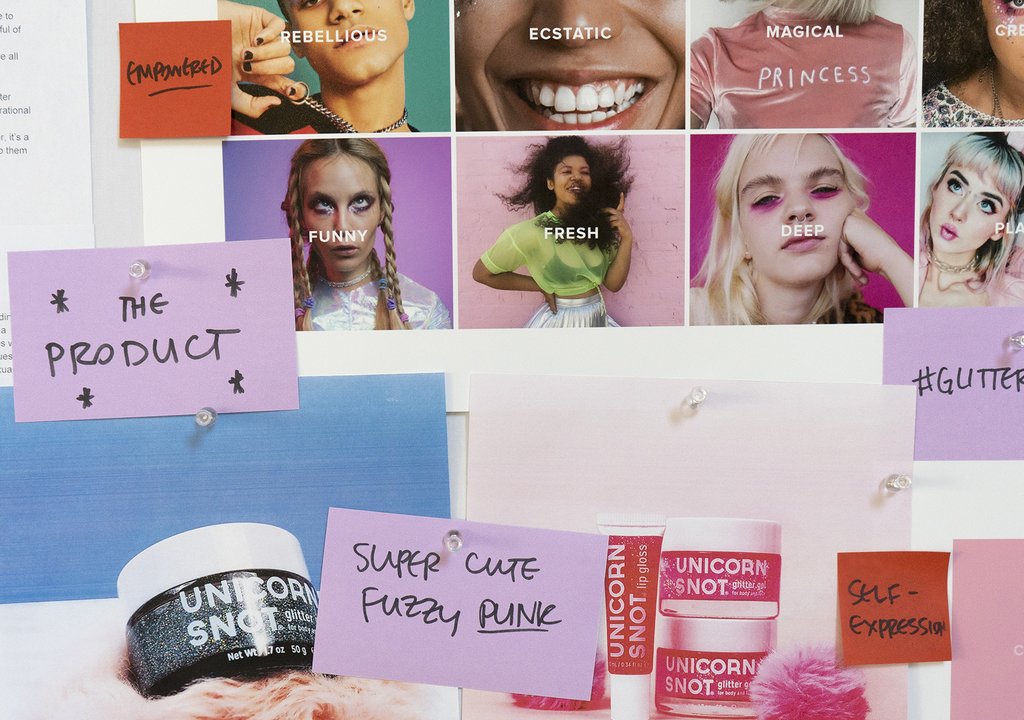 e to
ful of
e all
ter
rational
r, it's a
o them
EMPOWERED
REBELLIOUS
ECSTATIC
MAGICAL
PRINCESS
CRE
FUNNY
FRESH
DEEP
PLA
* THE *
PRODUCT
* *
#GLITTER
SUPER CUTE
FUZZY PUNK
UNICORN
SNOT. glitter
Net Wt. 1.7 oz 50 g
UNICORN
SNOT. lip gloss
UNICORN
SNOT. glitter gel
for body and
UNICORN
SNOT. glitter gel
for body and
SELF-
EXPRESSION